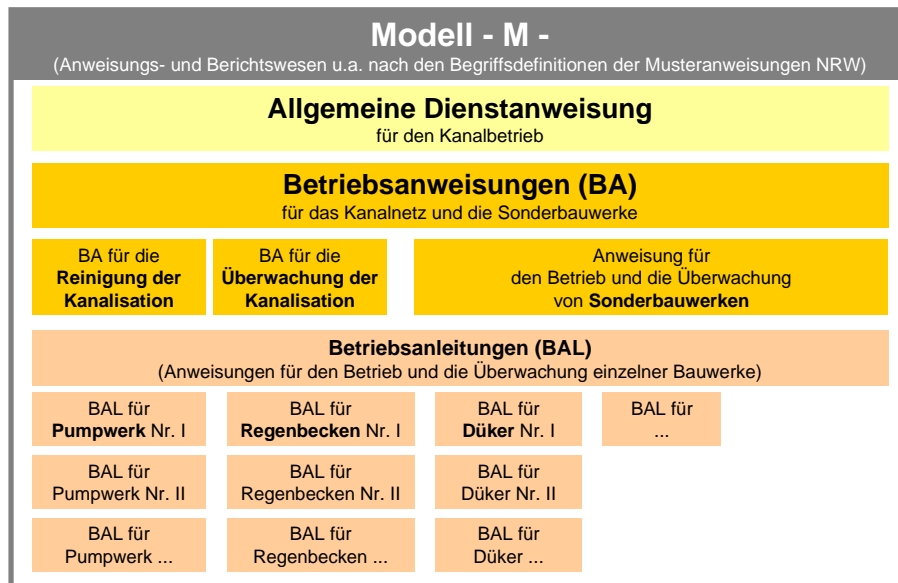 Modell - M -
(Anweisungs- und Berichtswesen u.a. nach den Begriffsdefinitionen der Musteranweisungen NRW)
Allgemeine Dienstanweisung
für den Kanalbetrieb
Betriebsanweisungen (BA)
für das Kanalnetz und die Sonderbauwerke
BA für die
Reinigung der
Kanalisation
BA für die
Überwachung der
Kanalisation
Anweisung für
den Betrieb und die Überwachung
von Sonderbauwerken
Betriebsanleitungen (BAL)
(Anweisungen für den Betrieb und die Überwachung einzelner Bauwerke)
BAL für
Pumpwerk Nr. I
BAL für
Regenbecken Nr. I
BAL für
Düker Nr. I
BAL für
...
BAL für
Pumpwerk Nr. II
BAL für
Regenbecken Nr. II
BAL für
Düker Nr. II
BAL für
Pumpwerk ...
BAL für
Regenbecken ...
BAL für
Düker ...